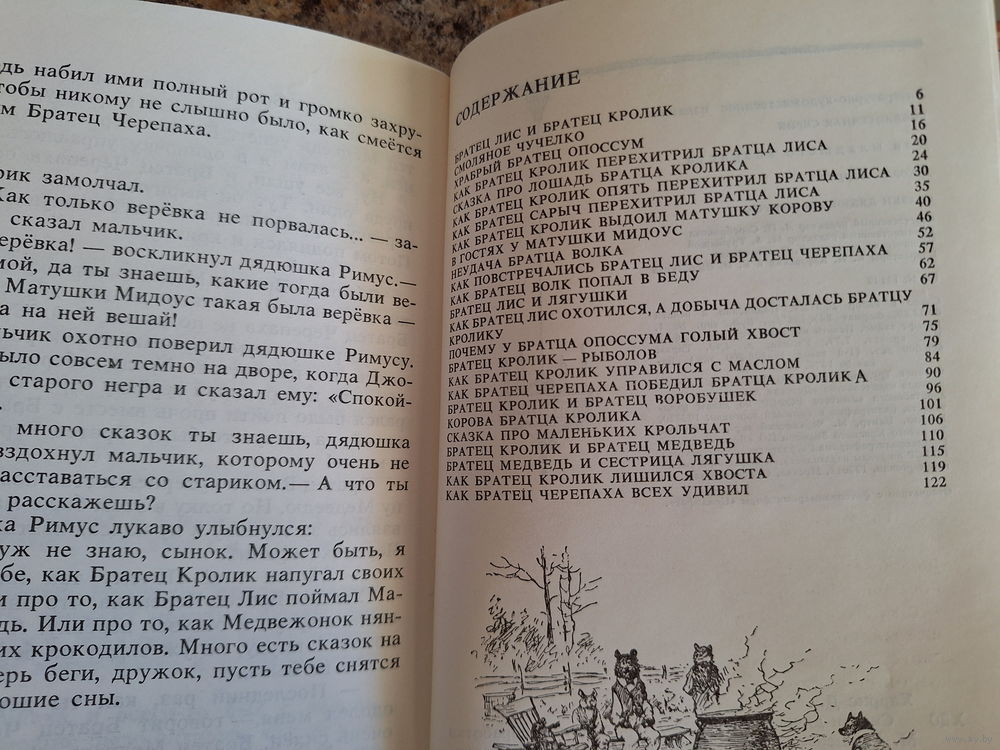 дь набил ими полный рот и громко захру-
тобы никому не слышно было, как смеётся
м Братец Черепаха.
рик замолчал.
Как только верёвка не порвалась... — за-
сказал мальчик.
ерёвка! — воскликнул дядюшка Римус.—
мой, да ты знаешь, какие тогда были ве-
Матушки Мидоус такая была верёвка —
а на ней вешай!
льчик охотно поверил дядюшке Римусу.
было совсем темно на дворе, когда Джо-
старого негра и сказал ему: «Спокой-
.
много сказок ты знаешь, дядюшка
вздохнул мальчик, которому очень не
расставаться со стариком.— А что ты
расскажешь?
ка Римус лукаво улыбнулся:
уж не знаю, сынок. Может быть, я
бе, как Братец Кролик напугал своих
и про то, как Братец Лис поймал Ма-
дь. Или про то, как Медвежонок нян-
их крокодилов. Много есть сказок на
ерь беги, дружок, пусть тебе снятся
ошие сны.
СОДЕРЖАНИЕ
БРАТЕЦ ЛИС И БРАТЕЦ КРОЛИК 6
СМОЛЯНОЕ ЧУЧЕЛКО 11
ХРАБРЫЙ БРАТЕЦ ОПОССУМ 16
КАК БРАТЕЦ КРОЛИК ПЕРЕХИТРИЛ БРАТЦА ЛИСА 20
СКАЗКА ПРО ЛОШАДЬ БРАТЦА КРОЛИКА 24
КАК БРАТЕЦ КРОЛИК ОПЯТЬ ПЕРЕХИТРИЛ БРАТЦА ЛИСА 30
КАК БРАТЕЦ САРЫЧ ПЕРЕХИТРИЛ БРАТЦА ЛИСА 35
КАК БРАТЕЦ КРОЛИК ВЫДОИЛ МАТУШКУ КОРОВУ 40
В ГОСТЯХ У МАТУШКИ МИДОУС 46
НЕУДАЧА БРАТЦА ВОЛКА 52
КАК ПОВСТРЕЧАЛИСЬ БРАТЕЦ ЛИС И БРАТЕЦ ЧЕРЕПАХА 57
КАК БРАТЕЦ ВОЛК ПОПАЛ В БЕДУ 62
БРАТЕЦ ЛИС И ЛЯГУШКИ 67
КАК БРАТЕЦ ЛИС ОХОТИЛСЯ, А ДОБЫЧА ДОСТАЛАСЬ БРАТЦУ
КРОЛИКУ 71
ПОЧЕМУ У БРАТЦА ОПОССУМА ГОЛЫЙ ХВОСТ 75
БРАТЕЦ КРОЛИК — РЫБОЛОВ 79
КАК БРАТЕЦ КРОЛИК УПРАВИЛСЯ С МАСЛОМ 84
КАК БРАТЕЦ ЧЕРЕПАХА ПОБЕДИЛ БРАТЦА КРОЛИКА 90
БРАТЕЦ КРОЛИК И БРАТЕЦ ВОРОБУШЕК 96
КОРОВА БРАТЦА КРОЛИКА 101
СКАЗКА ПРО МАЛЕНЬКИХ КРОЛЬЧАТ 106
БРАТЕЦ КРОЛИК И БРАТЕЦ МЕДВЕДЬ 110
БРАТЕЦ МЕДВЕДЬ И СЕСТРИЦА ЛЯГУШКА 115
КАК БРАТЕЦ КРОЛИК ЛИШИЛСЯ ХВОСТА 119
КАК БРАТЕЦ ЧЕРЕПАХА ВСЕХ УДИВИЛ 122